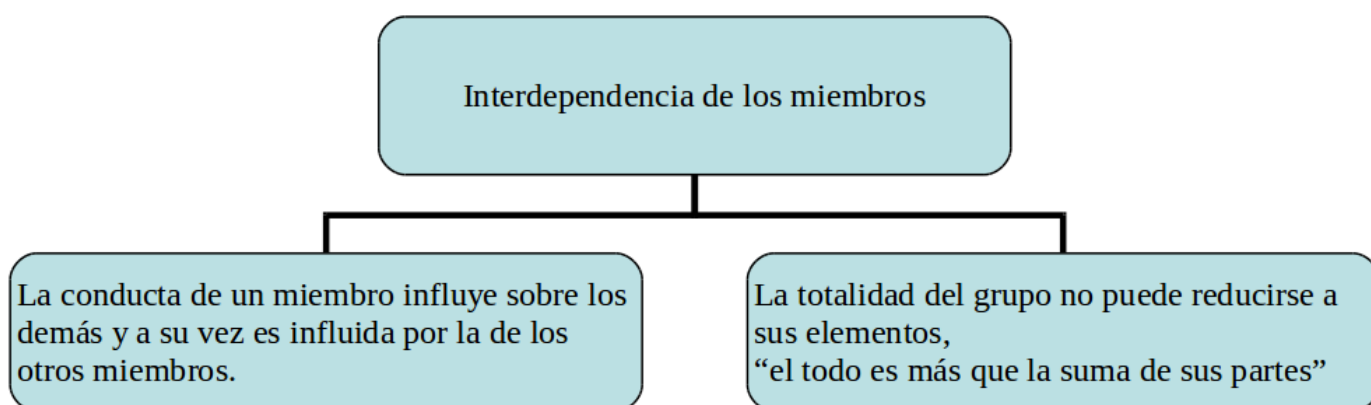 Interdependencia de los miembros
La conducta de un miembro influye sobre los
demás y a su vez es influida por la de los
otros miembros.
La totalidad del grupo no puede reducirse a
sus elementos,
“el todo es más que la suma de sus partes”